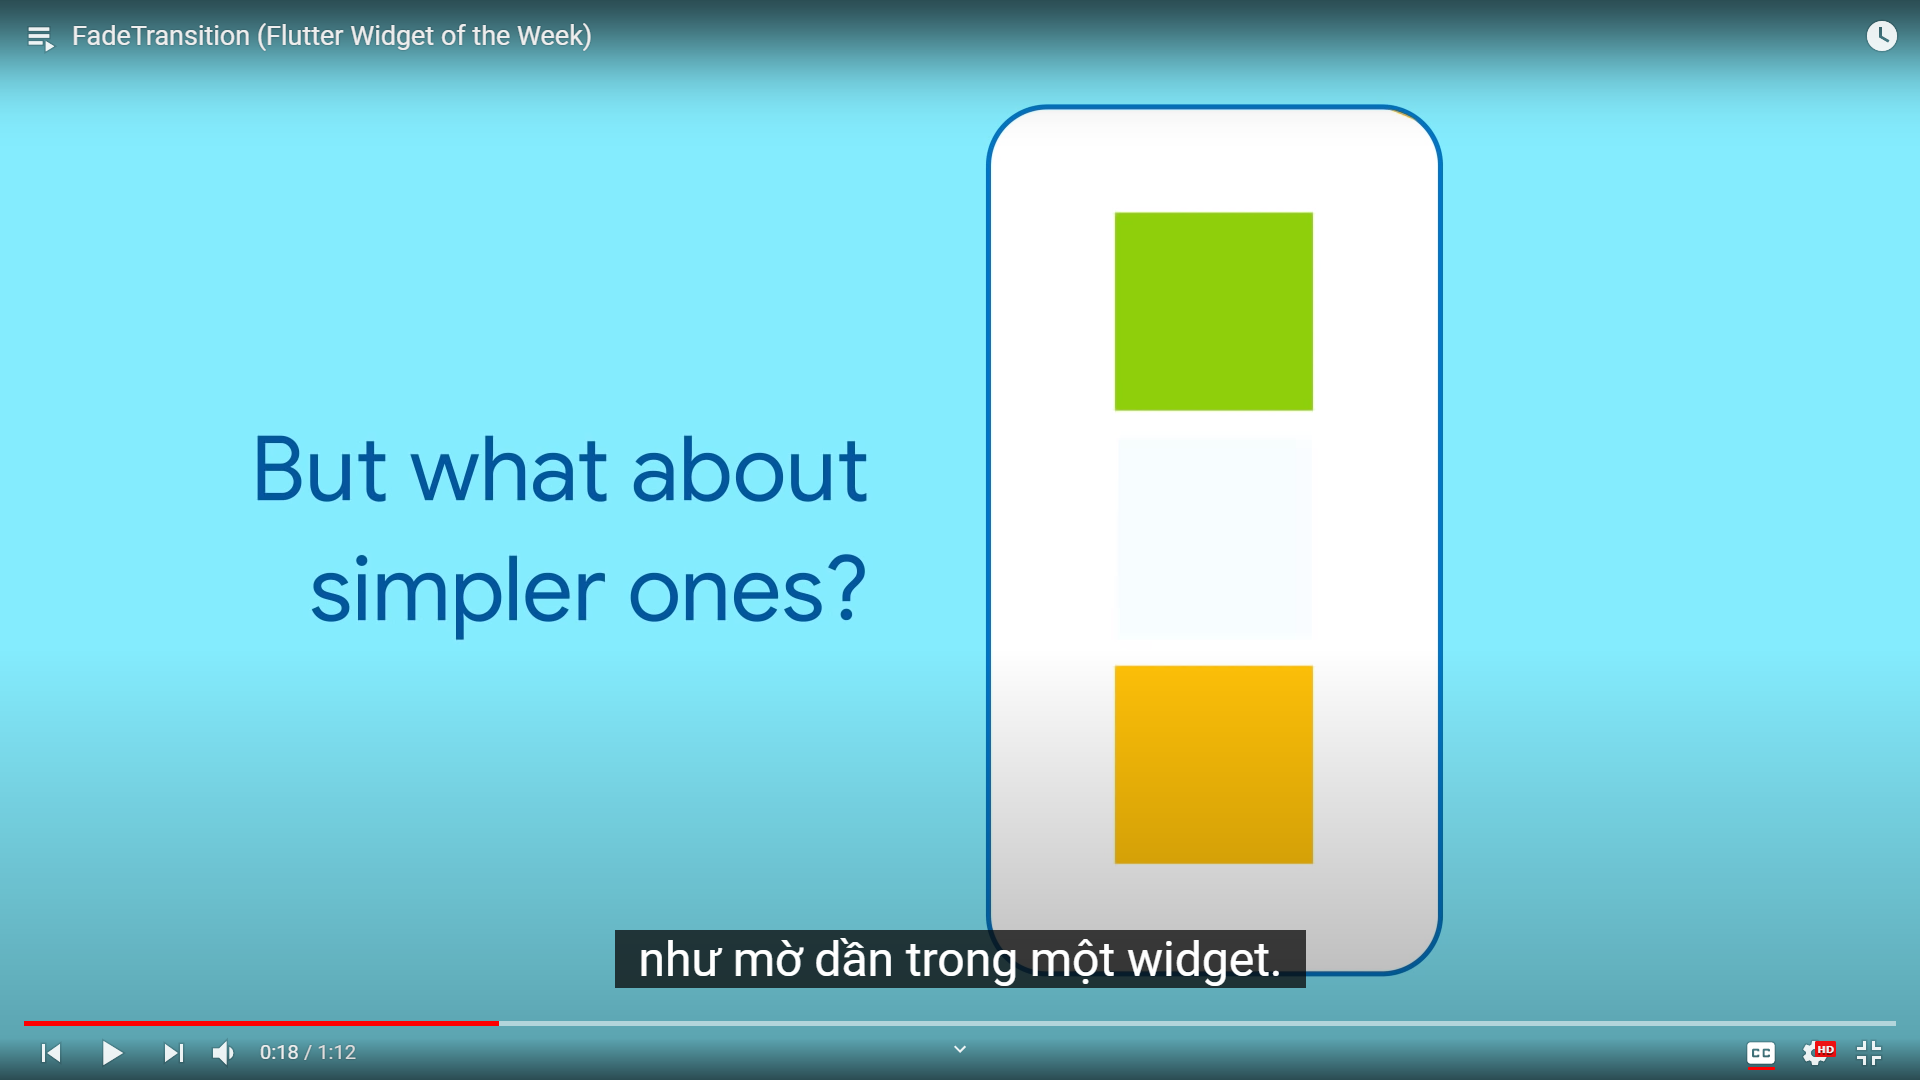 FadeTransition (Flutter Widget of the Week)
But what about
simpler ones?
như mờ dần trong một widget.
0:18 / 1:12
CC
HD